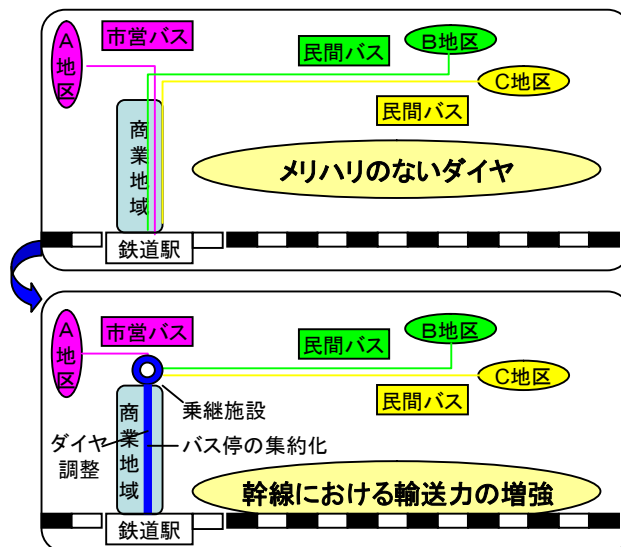 A地区
市営バス
民間バス
B地区
C地区
民間バス
商業地域
メリハリのないダイヤ
鉄道駅
A地区
市営バス
民間バス
B地区
C地区
民間バス
乗継施設
商業地域
ダイヤ
調整
バス停の集約化
幹線における輸送力の増強
鉄道駅